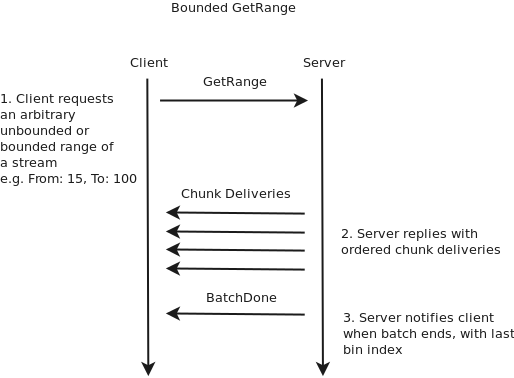 Bounded GetRange
Client
Server
GetRange
1. Client requests
an arbitrary
unbounded or
bounded range of
a stream
e.g. From: 15, To: 100
Chunk Deliveries
2. Server replies with
ordered chunk deliveries
BatchDone
3. Server notifies client
when batch ends, with last
bin index